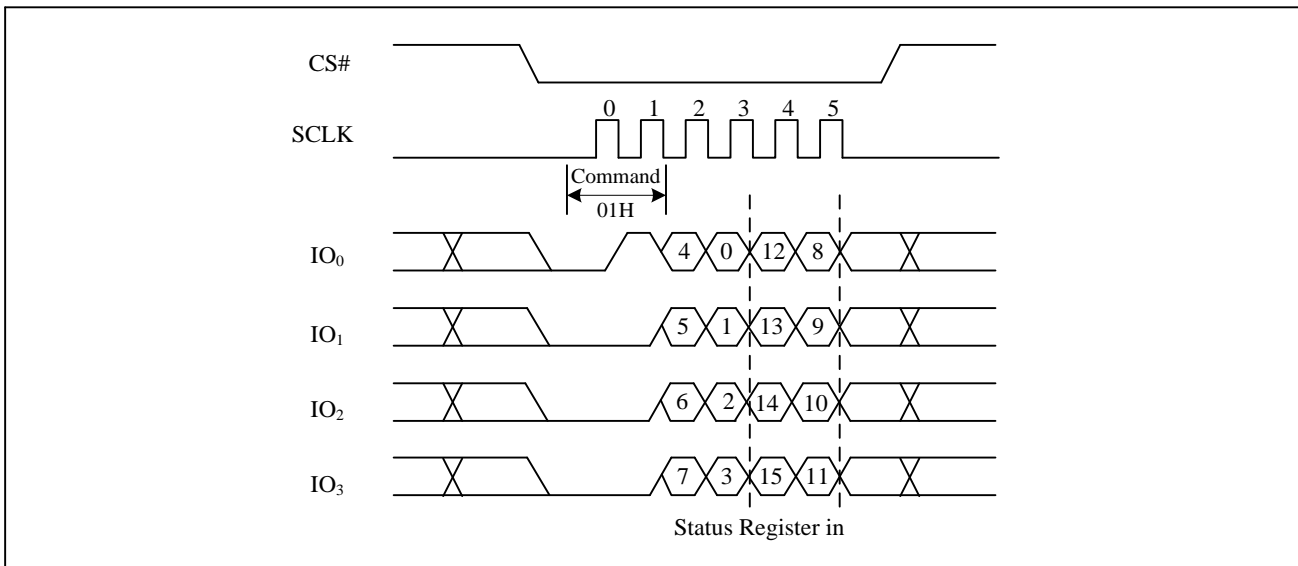 CS#
0 1 2 3 4 5
SCLK
Command
01H
IO0 4 0 12 8
IO1 5 1 13 9
IO2 6 2 14 10
IO3 7 3 15 11
Status Register in